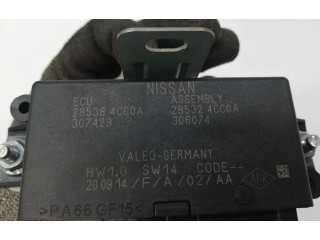 NISSAN
ECU ASSEMBLY
28538 4CC0A 28532 4CC0A
307429 308074
VALEO-GERMANY
HW1.0 SW14 CODE--
20 09 14/F/A/02/AA
>PA66 GF15<